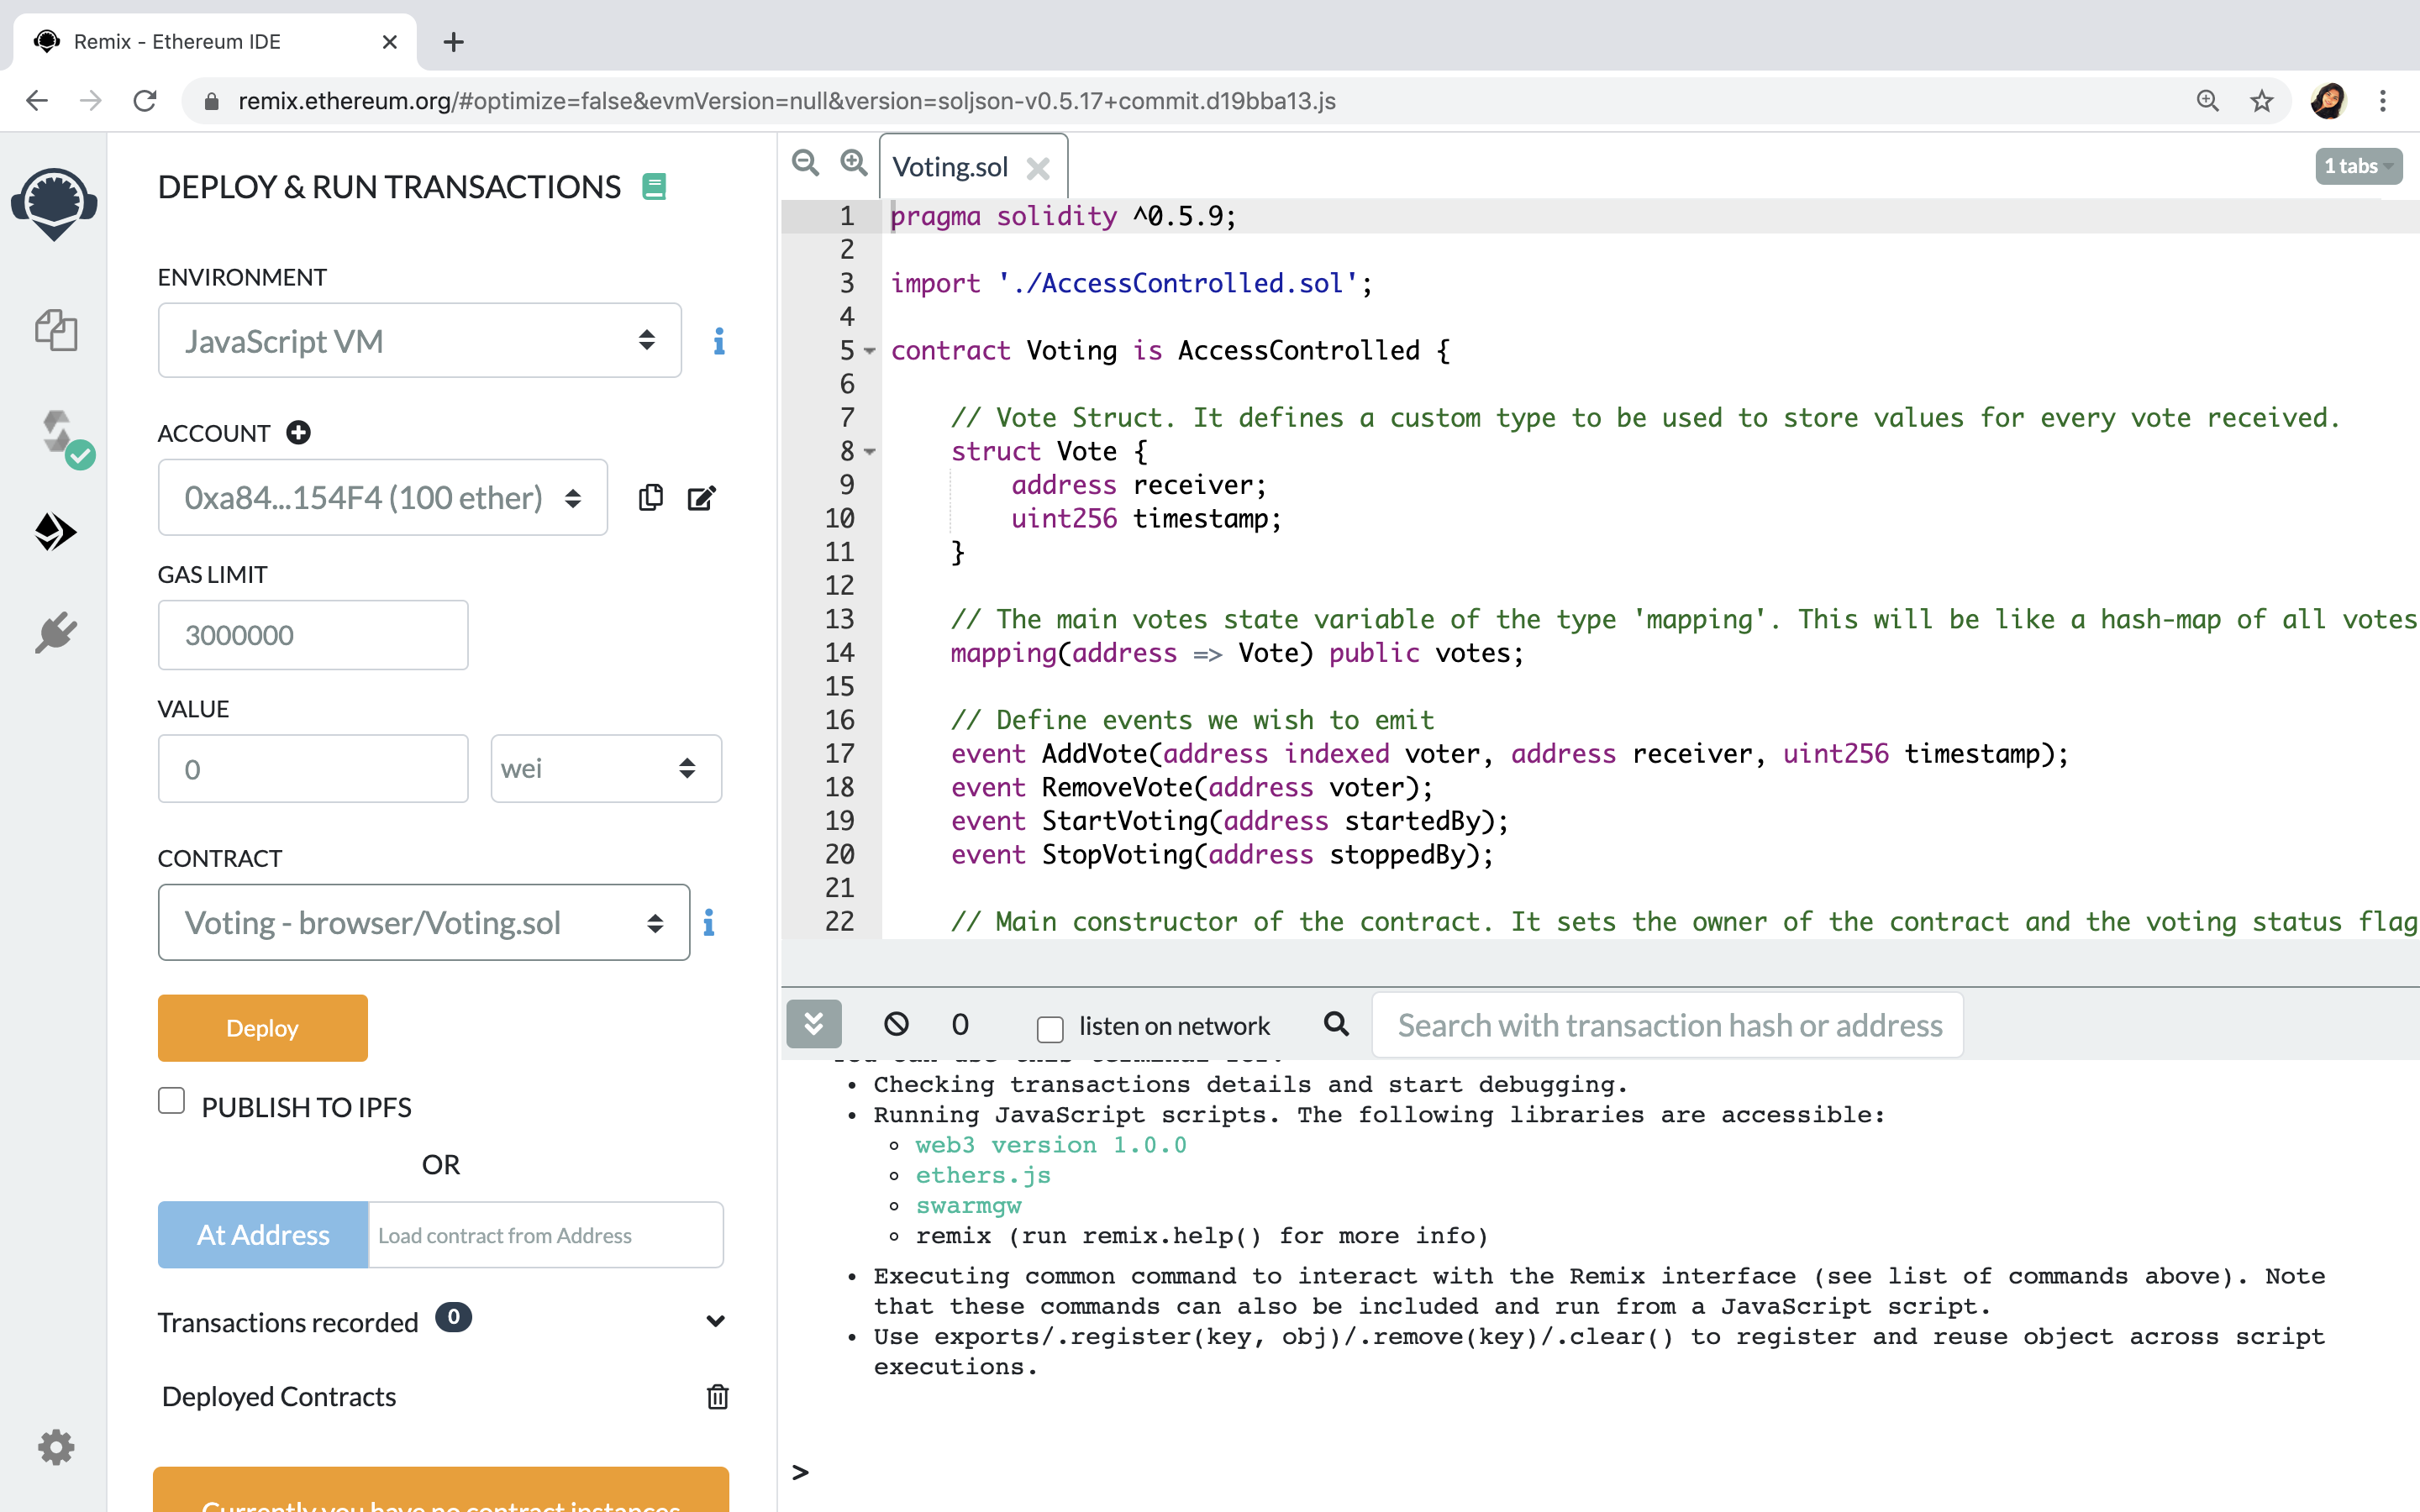 Remix - Ethereum IDE
remix.ethereum.org/#optimize=false&evmVersion=null&version=soljson-v0.5.17+commit.d19bba13.js
DEPLOY & RUN TRANSACTIONS
ENVIRONMENT
JavaScript VM
ACCOUNT
0xa84...154F4 (100 ether)
GAS LIMIT
3000000
VALUE
0
wei
CONTRACT
Voting - browser/Voting.sol
Deploy
PUBLISH TO IPFS
OR
At Address
Load contract from Address
Transactions recorded 0
Deployed Contracts
Currently you have no contract instances
Voting.sol
1 tabs
1 pragma solidity ^0.5.9;
2
3 import './AccessControlled.sol';
4
5 contract Voting is AccessControlled {
6
7 // Vote Struct. It defines a custom type to be used to store values for every vote received.
8 struct Vote {
9 address receiver;
10 uint256 timestamp;
11 }
12
13 // The main votes state variable of the type 'mapping'. This will be like a hash-map of all votes
14 mapping(address => Vote) public votes;
15
16 // Define events we wish to emit
17 event AddVote(address indexed voter, address receiver, uint256 timestamp);
18 event RemoveVote(address voter);
19 event StartVoting(address startedBy);
20 event StopVoting(address stoppedBy);
21
22 // Main constructor of the contract. It sets the owner of the contract and the voting status flag
0
listen on network
Search with transaction hash or address
You can use this terminal for:
• Checking transactions details and start debugging.
• Running JavaScript scripts. The following libraries are accessible:
web3 version 1.0.0
ethers.js
swarmgw
remix (run remix.help() for more info)
• Executing common command to interact with the Remix interface (see list of commands above). Note
that these commands can also be included and run from a JavaScript script.
• Use exports/.register(key, obj)/.remove(key)/.clear() to register and reuse object across script
executions.
>